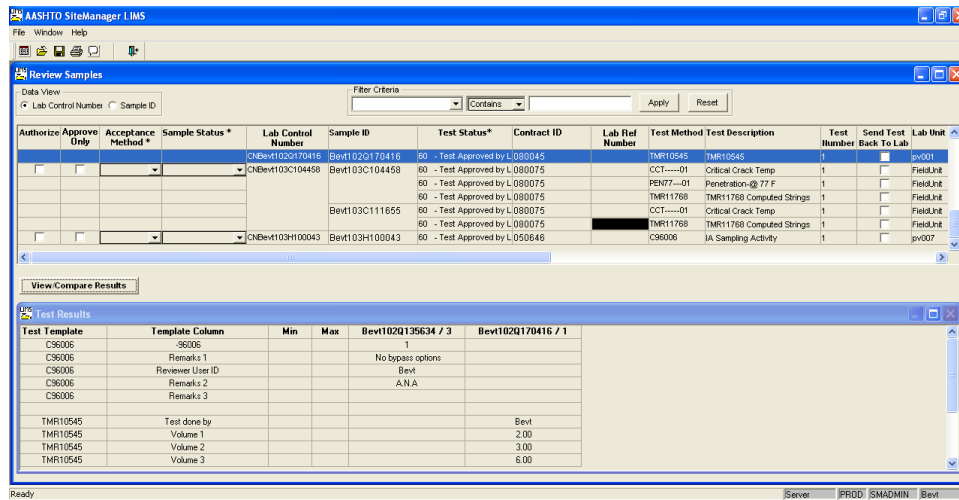 AASHTO SiteManager LIMS
File Window Help
Review Samples
Data View
Lab Control Number Sample ID
Filter Criteria
Contains Apply Reset
Authorize Approve Only Acceptance Method * Sample Status * Lab Control Number Sample ID Test Status* Contract ID Lab Ref Number Test Method Test Description Test Number Send Test Back To Lab Lab Unit
CNBevt102Q170416 Bevt102Q170416 60 - Test Approved by L 080045 TMR10545 TMR10545 1 pv001
CNBevt103C104458 Bevt103C104458 60 - Test Approved by L 080075 CCT-----01 Critical Crack Temp 1 FieldUnit
60 - Test Approved by L 080075 PEN77---01 Penetration-@ 77 F 1 FieldUnit
60 - Test Approved by L 080075 TMR11768 TMR11768 Computed Strings 1 FieldUnit
Bevt103C111655 60 - Test Approved by L 080075 CCT-----01 Critical Crack Temp 1 FieldUnit
60 - Test Approved by L 080075 TMR11768 TMR11768 Computed Strings 1 FieldUnit
CNBevt103H100043 Bevt103H100043 60 - Test Approved by L 050646 C96006 IA Sampling Activity 1 pv007
View/Compare Results
Test Results
Test Template Template Column Min Max Bevt102Q135634 / 3 Bevt102Q170416 / 1
C96006 -96006 1
C96006 Remarks 1 No bypass options
C96006 Reviewer User ID Bevt
C96006 Remarks 2 A.N.A
C96006 Remarks 3
TMR10545 Test done by Bevt
TMR10545 Volume 1 2.00
TMR10545 Volume 2 3.00
TMR10545 Volume 3 6.00
Ready Server PROD SMADMIN Bevt